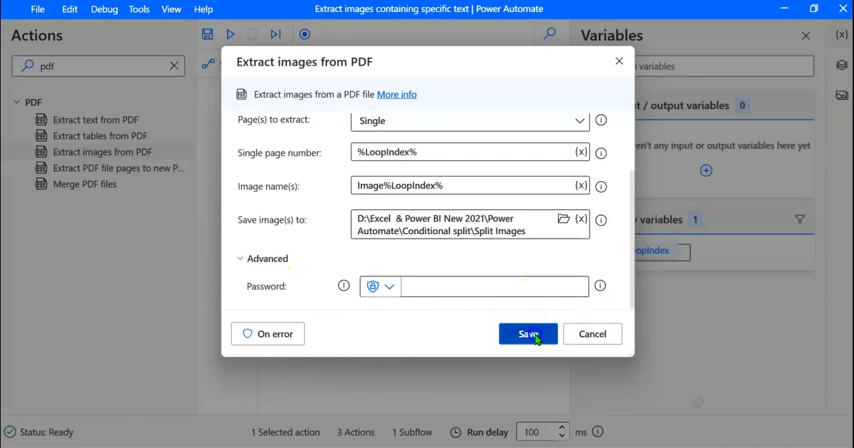 File Edit Debug Tools View Help
Extract images containing specific text | Power Automate
Actions
Variables
{x}
pdf
variables
PDF
Extract text from PDF
Extract tables from PDF
Extract images from PDF
Extract PDF file pages to new P...
Merge PDF files
Extract images from PDF
Extract images from a PDF file More info
Page(s) to extract:
Single
Single page number:
%LoopIndex%
{x}
Image name(s):
Image%LoopIndex%
{x}
Save image(s) to:
D:\Excel & Power BI New 2021\Power
Automate\Conditional split\Split Images
{x}
Advanced
Password:
On error
Save
Cancel
/ output variables 0
any input or output variables here yet
variables 1
Status: Ready
1 Selected action
3 Actions
1 Subflow
Run delay
100
ms